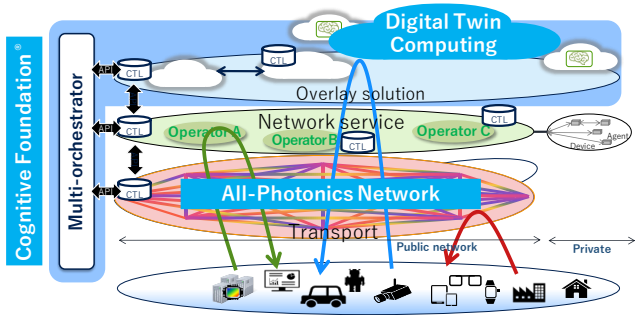 Digital Twin
Computing
Cognitive Foundation®
Multi-orchestrator
API
CTL
CTL
Overlay solution
API
CTL
Network service
CTL
Operator A
Operator B
Operator C
CTL
Agent
Device
API
CTL
All-Photonics Network
Transport
Public network
Private